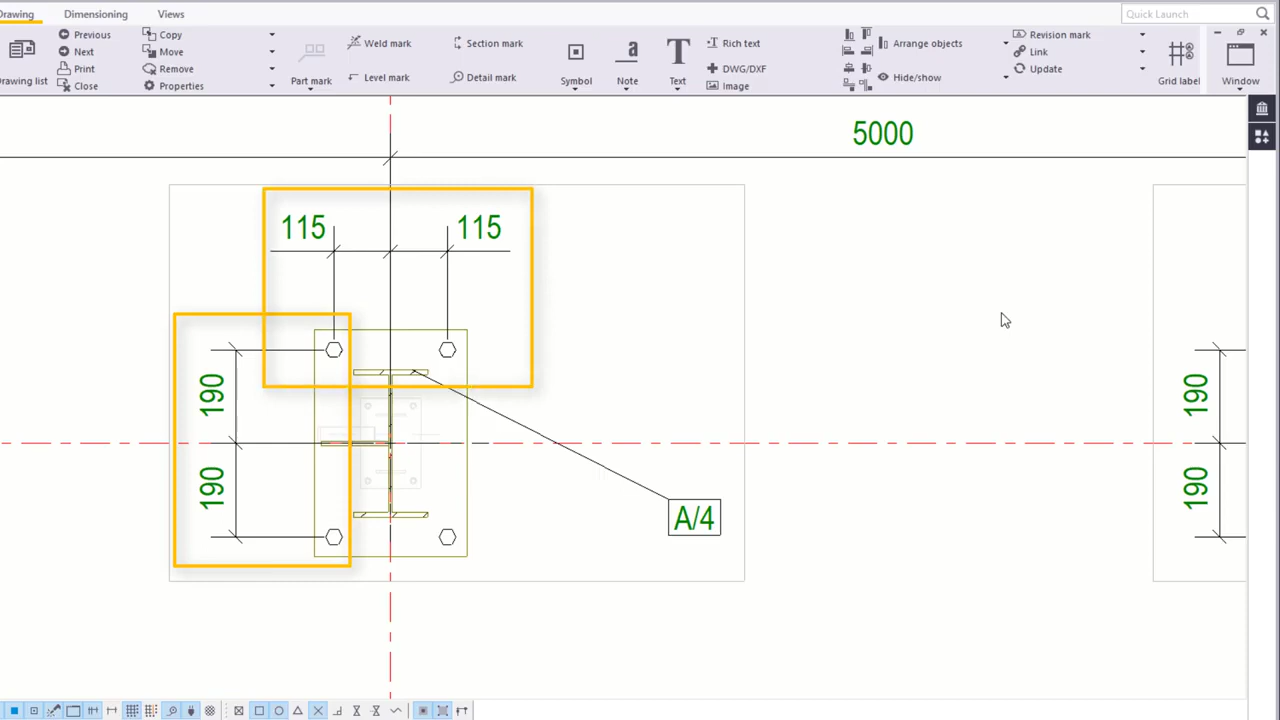 Drawing Dimensioning Views Quick Launch
Previous Copy Weld mark Section mark Rich text Arrange objects Revision mark
Next Move DWG/DXF Link
Print Remove Level mark Detail mark Image Hide/show Update
Close Properties
Drawing list Part mark Symbol Note Text Grid label Window
5000
115 115
190 190
190 190
A/4